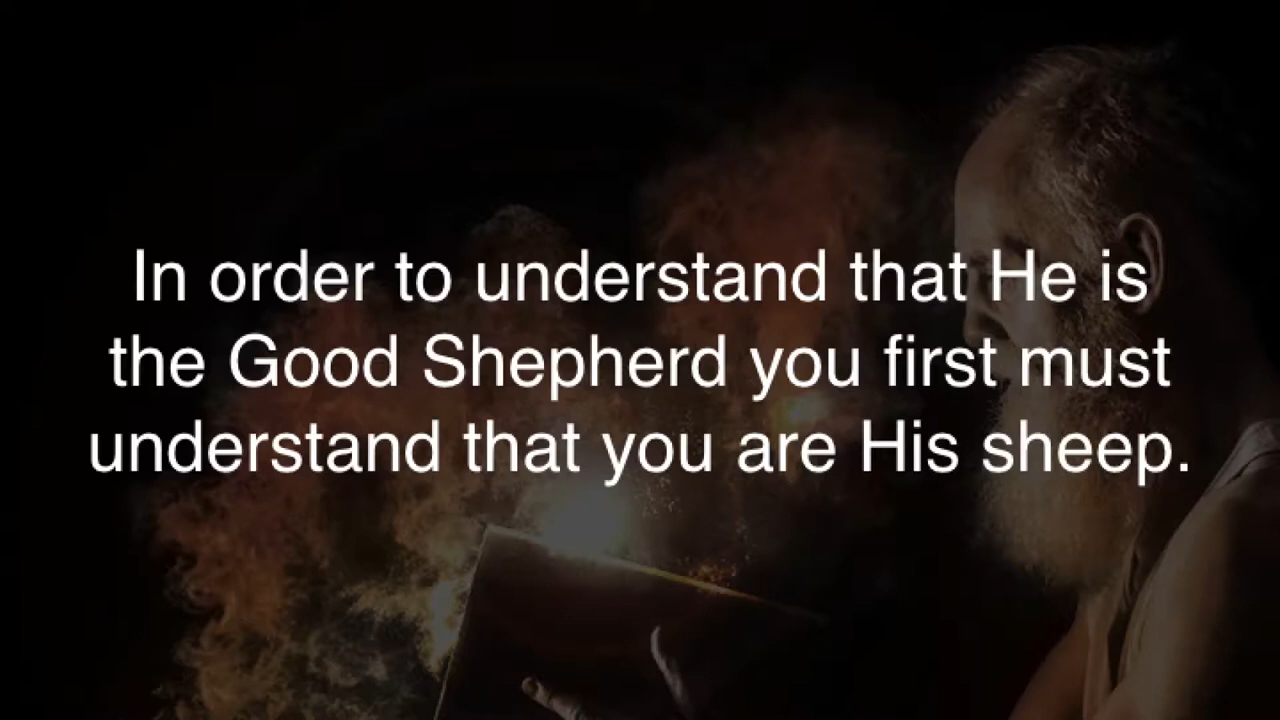 In order to understand that He is
the Good Shepherd you first must
understand that you are His sheep.